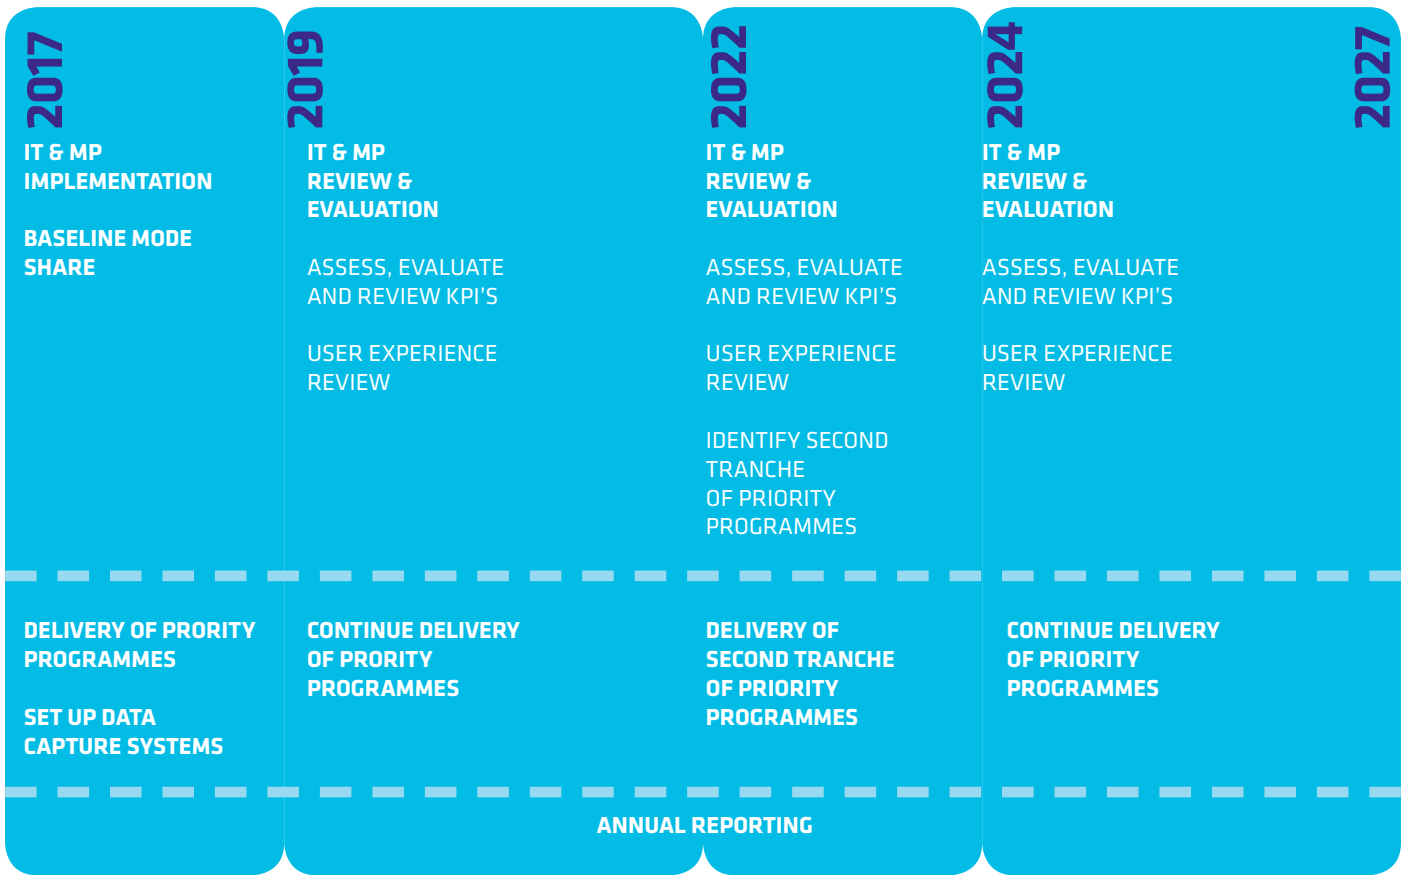 2017
IT & MP
IMPLEMENTATION
BASELINE MODE
SHARE
2019
IT & MP
REVIEW &
EVALUATION
ASSESS, EVALUATE
AND REVIEW KPI’S
USER EXPERIENCE
REVIEW
2022
IT & MP
REVIEW &
EVALUATION
ASSESS, EVALUATE
AND REVIEW KPI’S
USER EXPERIENCE
REVIEW
IDENTIFY SECOND
TRANCHE
OF PRIORITY
PROGRAMMES
2024
IT & MP
REVIEW &
EVALUATION
ASSESS, EVALUATE
AND REVIEW KPI’S
USER EXPERIENCE
REVIEW
2027
DELIVERY OF PRORITY
PROGRAMMES
SET UP DATA
CAPTURE SYSTEMS
CONTINUE DELIVERY
OF PRORITY
PROGRAMMES
DELIVERY OF
SECOND TRANCHE
OF PRIORITY
PROGRAMMES
CONTINUE DELIVERY
OF PRIORITY
PROGRAMMES
ANNUAL REPORTING